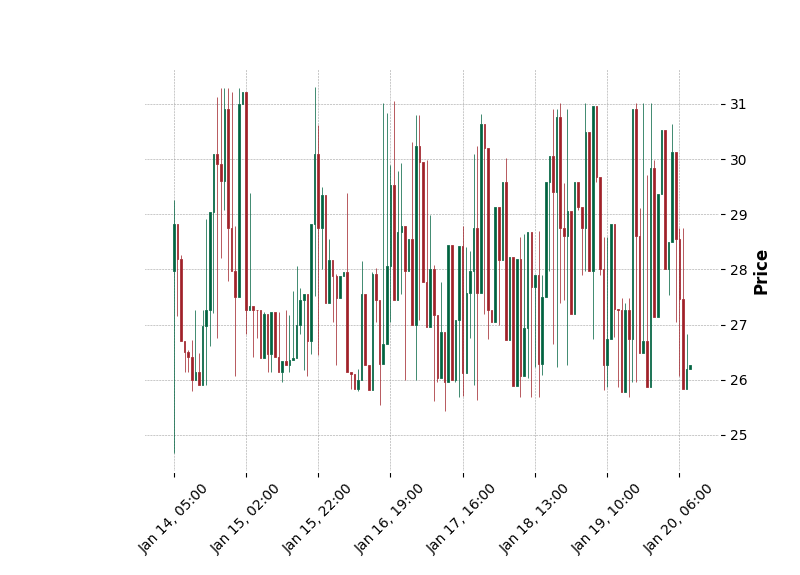 31
30
29
28
27
26
25
Price
Jan 14, 05:00
Jan 15, 02:00
Jan 15, 22:00
Jan 16, 19:00
Jan 17, 16:00
Jan 18, 13:00
Jan 19, 10:00
Jan 20, 06:00